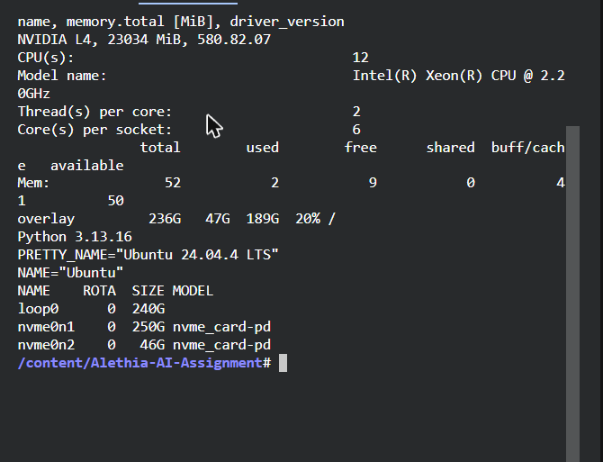 name, memory.total [MiB], driver_version
NVIDIA L4, 23034 MiB, 580.82.07
CPU(s): 12
Model name: Intel(R) Xeon(R) CPU @ 2.2
0GHz
Thread(s) per core: 2
Core(s) per socket: 6
total used free shared buff/cach
e available
Mem: 52 2 9 0 4
1 50
overlay 236G 47G 189G 20% /
Python 3.13.16
PRETTY_NAME="Ubuntu 24.04.4 LTS"
NAME="Ubuntu"
NAME ROTA SIZE MODEL
loop0 0 240G
nvme0n1 0 250G nvme_card-pd
nvme0n2 0 46G nvme_card-pd
/content/Alethia-AI-Assignment#